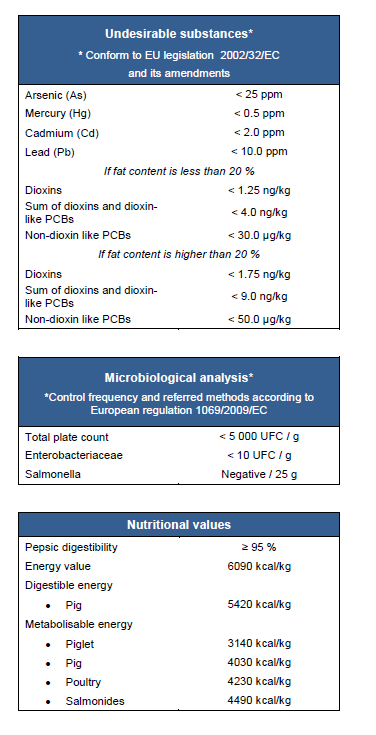 Undesirable substances*
* Conform to EU legislation 2002/32/EC
and its amendments
Arsenic (As) < 25 ppm
Mercury (Hg) < 0.5 ppm
Cadmium (Cd) < 2.0 ppm
Lead (Pb) < 10.0 ppm
If fat content is less than 20 %
Dioxins < 1.25 ng/kg
Sum of dioxins and dioxin-
like PCBs < 4.0 ng/kg
Non-dioxin like PCBs < 30.0 µg/kg
If fat content is higher than 20 %
Dioxins < 1.75 ng/kg
Sum of dioxins and dioxin-
like PCBs < 9.0 ng/kg
Non-dioxin like PCBs < 50.0 µg/kg
Microbiological analysis*
*Control frequency and referred methods according to
European regulation 1069/2009/EC
Total plate count < 5 000 UFC / g
Enterobacteriaceae < 10 UFC / g
Salmonella Negative / 25 g
Nutritional values
Pepsic digestibility ≥ 95 %
Energy value 6090 kcal/kg
Digestible energy
• Pig 5420 kcal/kg
Metabolisable energy
• Piglet 3140 kcal/kg
• Pig 4030 kcal/kg
• Poultry 4230 kcal/kg
• Salmonides 4490 kcal/kg